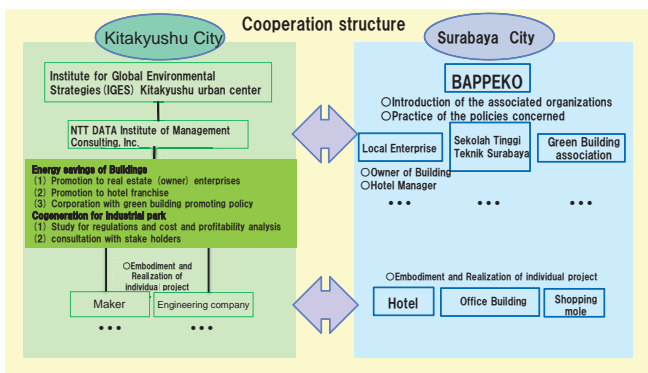 Cooperation structure
Kitakyushu City
Institute for Global Environmental
Strategies(IGES) Kitakyushu urban center
NTT DATA Institute of Management
Consulting, Inc.
Energy savings of Buildings
(1) Promotion to real estate (owner) enterprises
(2) Promotion to hotel franchise
(3) Corporation with green building promoting policy
Cogeneration for Industrial park
(1) Study for regulations and cost and profitability analysis
(2) consultation with stake holders
○Embodiment and
Realization of
individual project
Maker
Engineering company
•••
•••
Surabaya City
BAPPEKO
○Introduction of the associated organizations
○Practice of the policies concerned
Local Enterprise
Sekolah Tinggi
Teknik Surabaya
Green Building
association
○Owner of Building
○Hotel Manager
•••
•••
•••
○Embodiment and Realization of individual project
Hotel
Office Building
Shopping
mole
•••
•••
•••